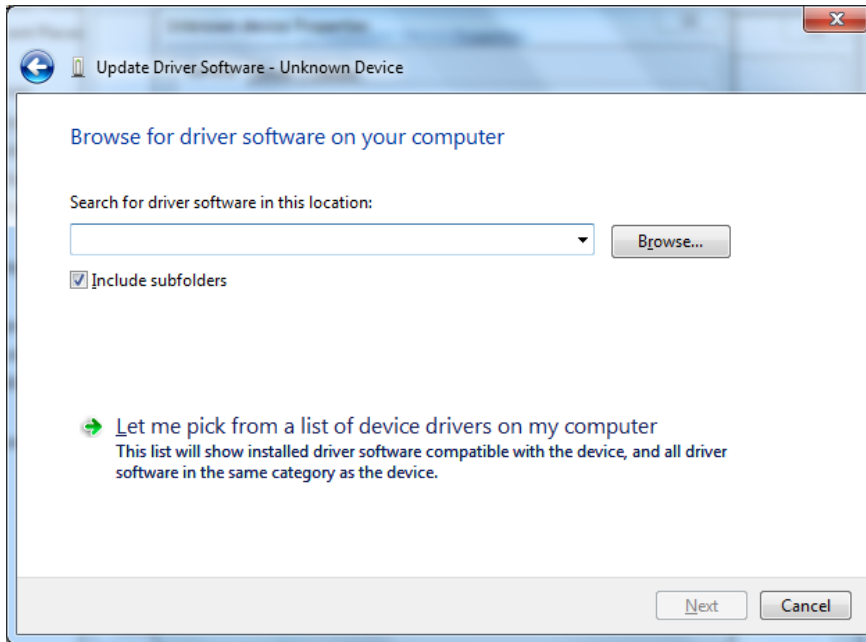 Unknown device Properties
Update Driver Software - Unknown Device
Browse for driver software on your computer
Search for driver software in this location:
Browse...
Include subfolders
Let me pick from a list of device drivers on my computer
This list will show installed driver software compatible with the device, and all driver
software in the same category as the device.
Next
Cancel